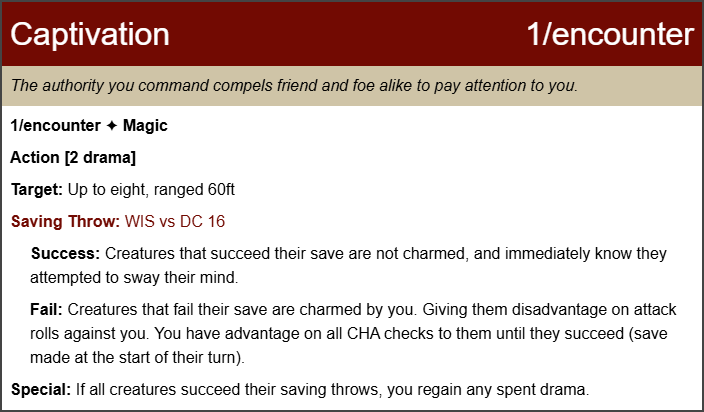 Captivation 1/encounter
The authority you command compels friend and foe alike to pay attention to you.
1/encounter ✦ Magic
Action [2 drama]
Target: Up to eight, ranged 60ft
Saving Throw: WIS vs DC 16
Success: Creatures that succeed their save are not charmed, and immediately know they
attempted to sway their mind.
Fail: Creatures that fail their save are charmed by you. Giving them disadvantage on attack
rolls against you. You have advantage on all CHA checks to them until they succeed (save
made at the start of their turn).
Special: If all creatures succeed their saving throws, you regain any spent drama.